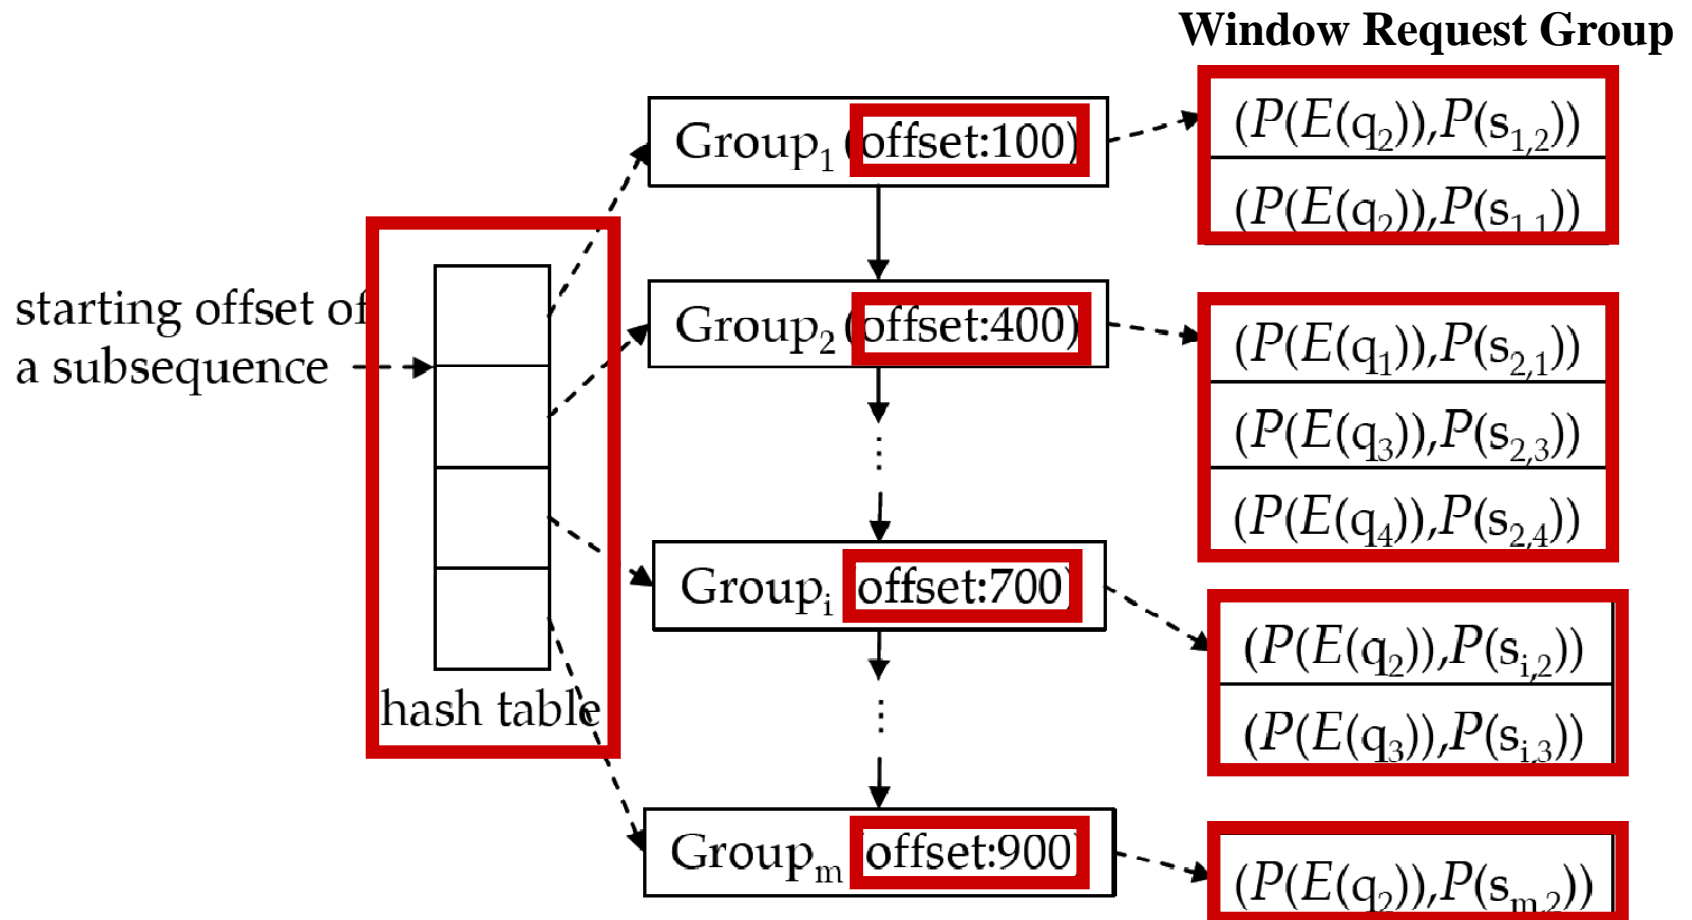 Window Request Group
Group1 (offset:100)
(P(E(q2)),P(s1,2))
(P(E(q2)),P(s1,1))
starting offset of
a subsequence
Group2 (offset:400)
(P(E(q1)),P(s2,1))
(P(E(q3)),P(s2,3))
(P(E(q4)),P(s2,4))
⋮
Groupi (offset:700)
(P(E(q2)),P(si,2))
(P(E(q3)),P(si,3))
hash table
⋮
Groupm (offset:900)
(P(E(q2)),P(sm,2))